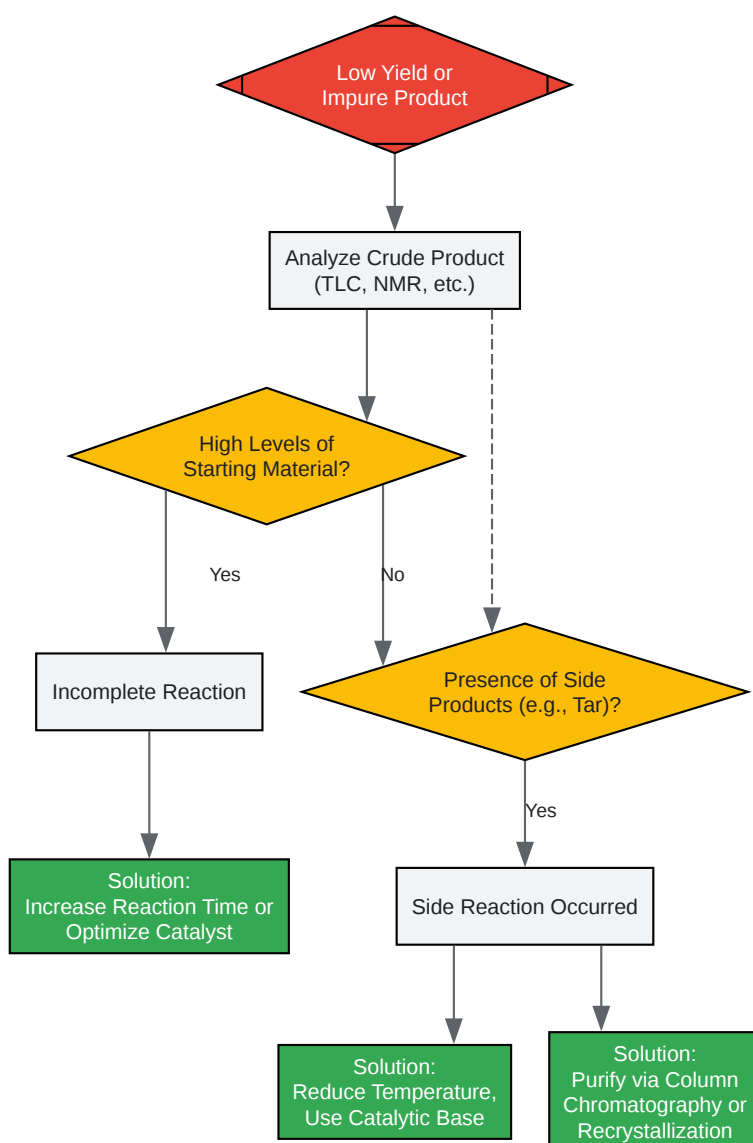 Low Yield or
Impure Product
Analyze Crude Product
(TLC, NMR, etc.)
High Levels of
Starting Material?
Yes
No
Incomplete Reaction
Presence of Side
Products (e.g., Tar)?
Yes
Solution:
Increase Reaction Time or
Optimize Catalyst
Side Reaction Occurred
Solution:
Reduce Temperature,
Use Catalytic Base
Solution:
Purify via Column
Chromatography or
Recrystallization